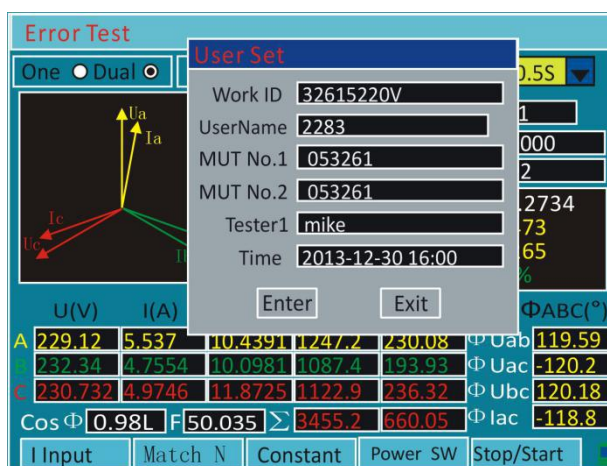 Error Test
User Set
One Dual 0.5S
Work ID 32615220V
UserName 2283
MUT No.1 053261
MUT No.2 053261
Tester1 mike
Time 2013-12-30 16:00
Enter Exit
Ua
Ia
Ic
Uc
1
000
2
.2734
73
65
%
U(V) I(A) ΦABC(°)
A 229.12 5.537 10.4391 1247.2 230.08 ΦUab 119.59
B 232.34 4.7554 10.0981 1087.4 193.93 ΦUac -120.2
C 230.732 4.9746 11.8725 1122.9 236.32 ΦUbc 120.18
Cos Φ 0.98L F 50.035 Σ 3455.2 660.05 ΦIac -118.8
I Input Match N Constant Power SW Stop/Start